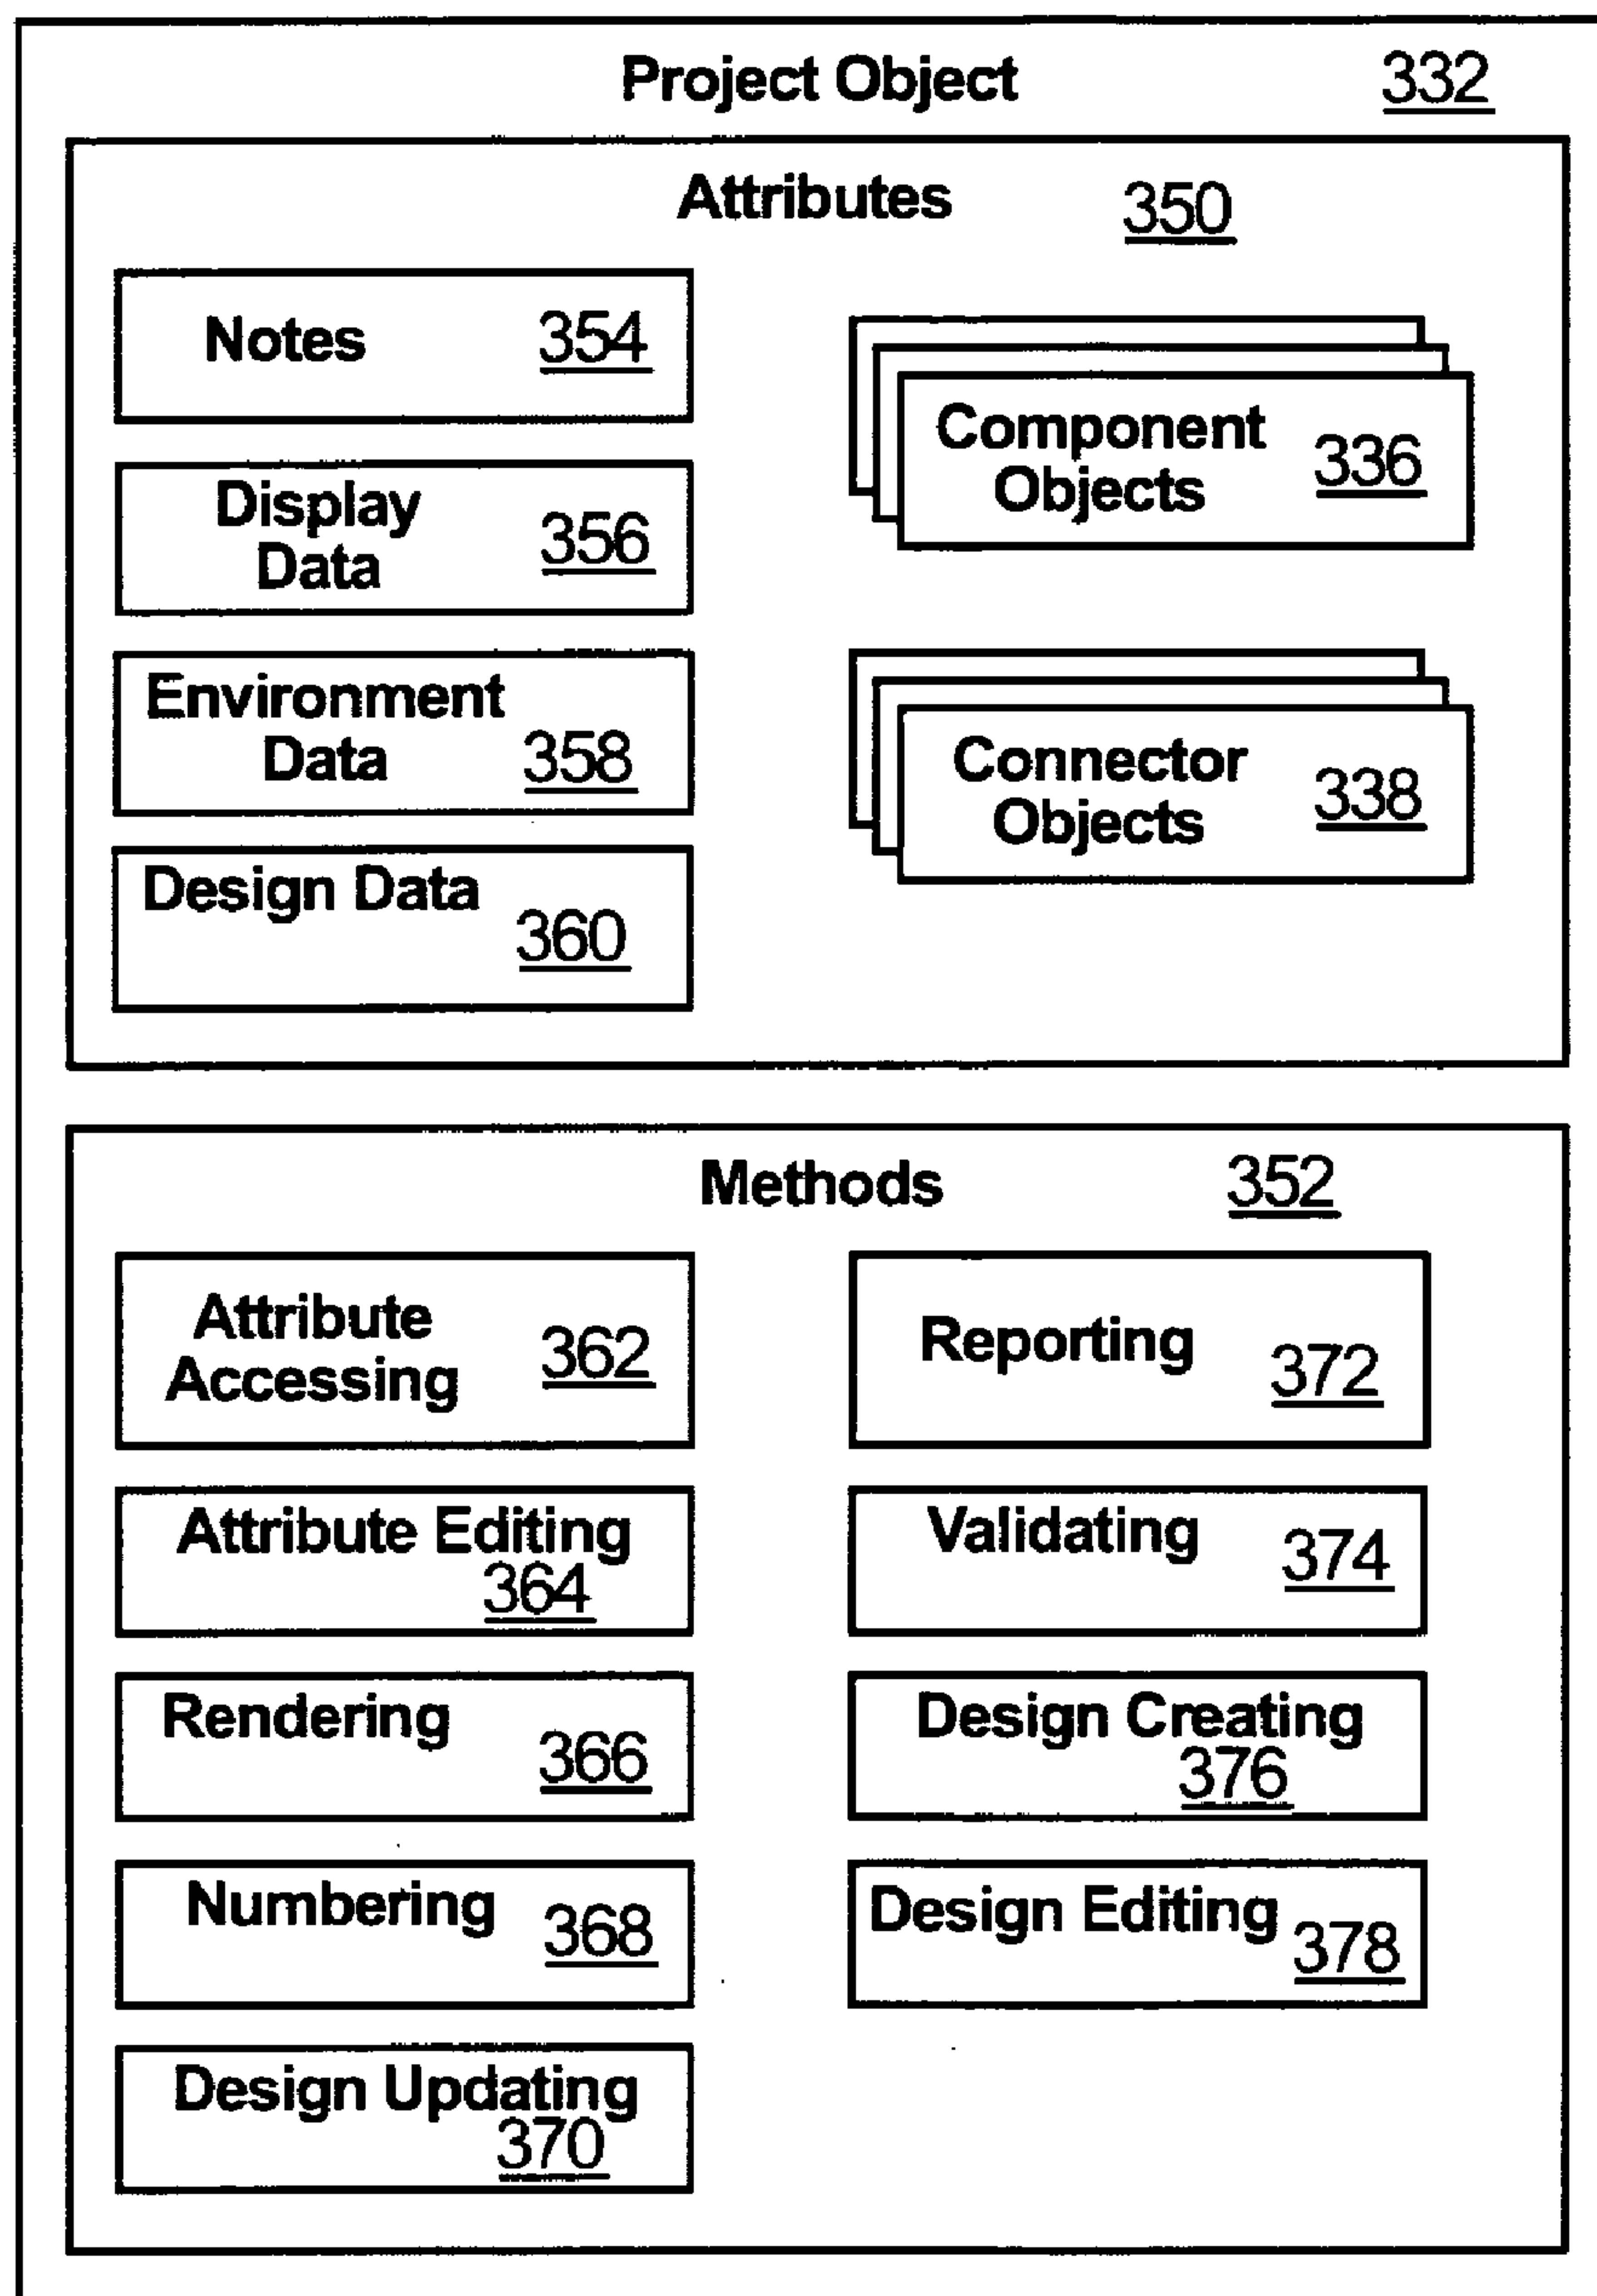 Project Object 332
Attributes 350
Notes 354
Display
Data 356
Environment
Data 358
Design Data
360
Component
Objects 336
Connector
Objects 338
Methods 352
Attribute
Accessing 362
Attribute Editing
364
Rendering
366
Numbering
368
Design Updating
370
Reporting
372
Validating
374
Design Creating
376
Design Editing
378